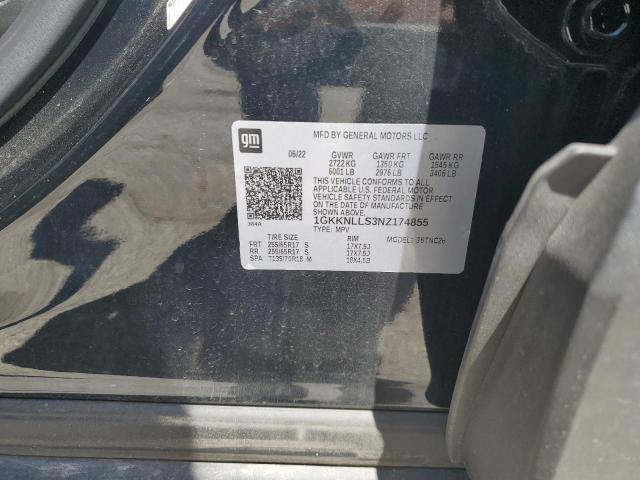 gm
MFD BY GENERAL MOTORS LLC
06/22 GVWR GAWR FRT GAWR RR
2722 KG 1350 KG 1545 KG
6001 LB 2976 LB 3406 LB
THIS VEHICLE CONFORMS TO ALL
APPLICABLE U.S. FEDERAL MOTOR
VEHICLE SAFETY STANDARDS IN
EFFECT ON THE DATE OF MANUFACTURE
SHOWN ABOVE.
384A
1GKKNLLS3NZ174855
TYPE: MPV
TIRE SIZE RIM MODEL:
FRT 255/65R17 S 17X7.5J
RR 255/65R17 S 17X7.5J
SPA T135/70R18 M 18X4.5B